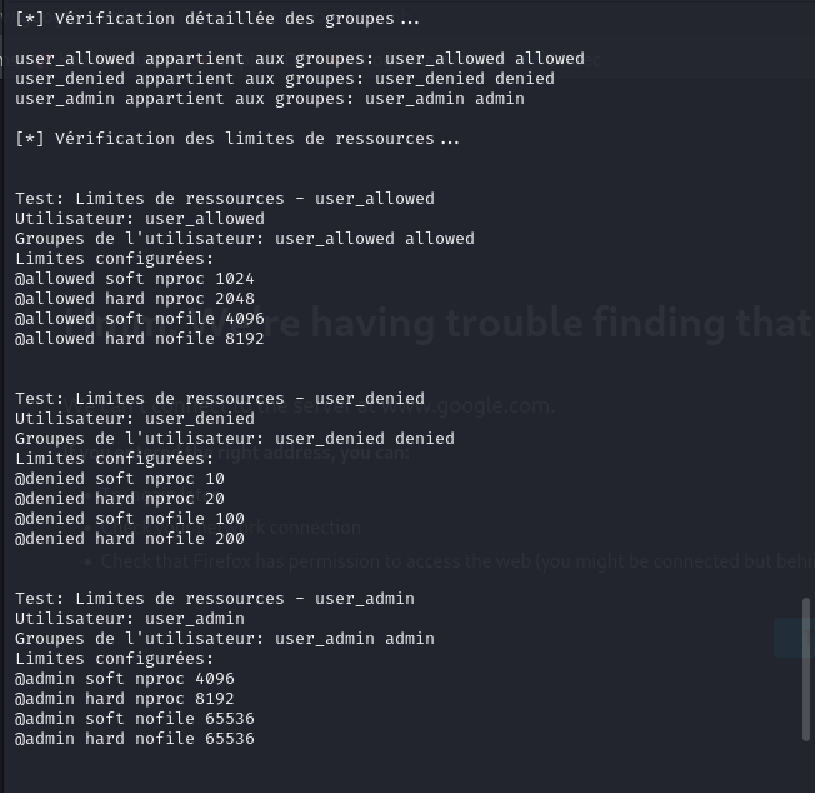 [*] Vérification détaillée des groupes...
user_allowed appartient aux groupes: user_allowed allowed
user_denied appartient aux groupes: user_denied denied
user_admin appartient aux groupes: user_admin admin
[*] Vérification des limites de ressources...
Test: Limites de ressources - user_allowed
Utilisateur: user_allowed
Groupes de l'utilisateur: user_allowed allowed
Limites configurées:
@allowed soft nproc 1024
@allowed hard nproc 2048
@allowed soft nofile 4096
re having trouble finding that
@allowed hard nofile 8192
Test: Limites de ressources - user_denied
We can't connect to the server at www.google.com.
Utilisateur: user_denied
Groupes de l'utilisateur: user_denied denied
the right address, you can:
Limites configurées:
@denied soft nproc 10
@denied hard nproc 20
@denied soft nofile 100
connection
@denied hard nofile 200
Check that Firefox has permission to access the web (you might be connected but behi
Test: Limites de ressources - user_admin
Utilisateur: user_admin
Groupes de l'utilisateur: user_admin admin
Limites configurées:
@admin soft nproc 4096
@admin hard nproc 8192
@admin soft nofile 65536
@admin hard nofile 65536